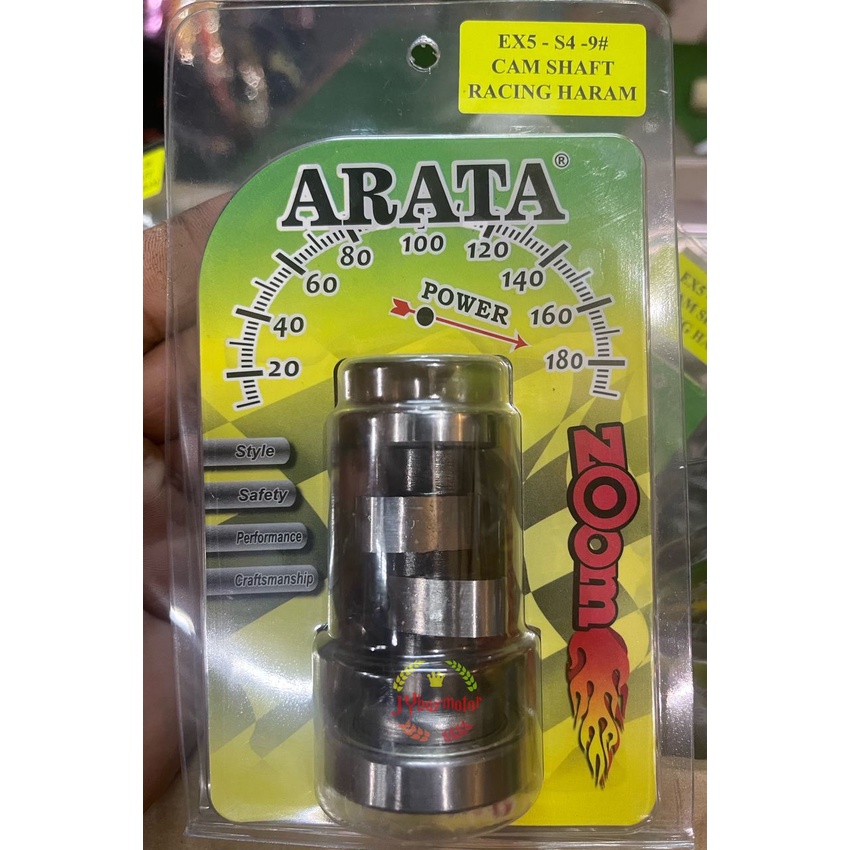 EX5 - S4 -9#
CAM SHAFT
RACING HARAM
ARATA®
20
40
60
80
100
120
140
160
180
POWER
Style
Safety
Performance
Craftsmanship
zoom
EX5